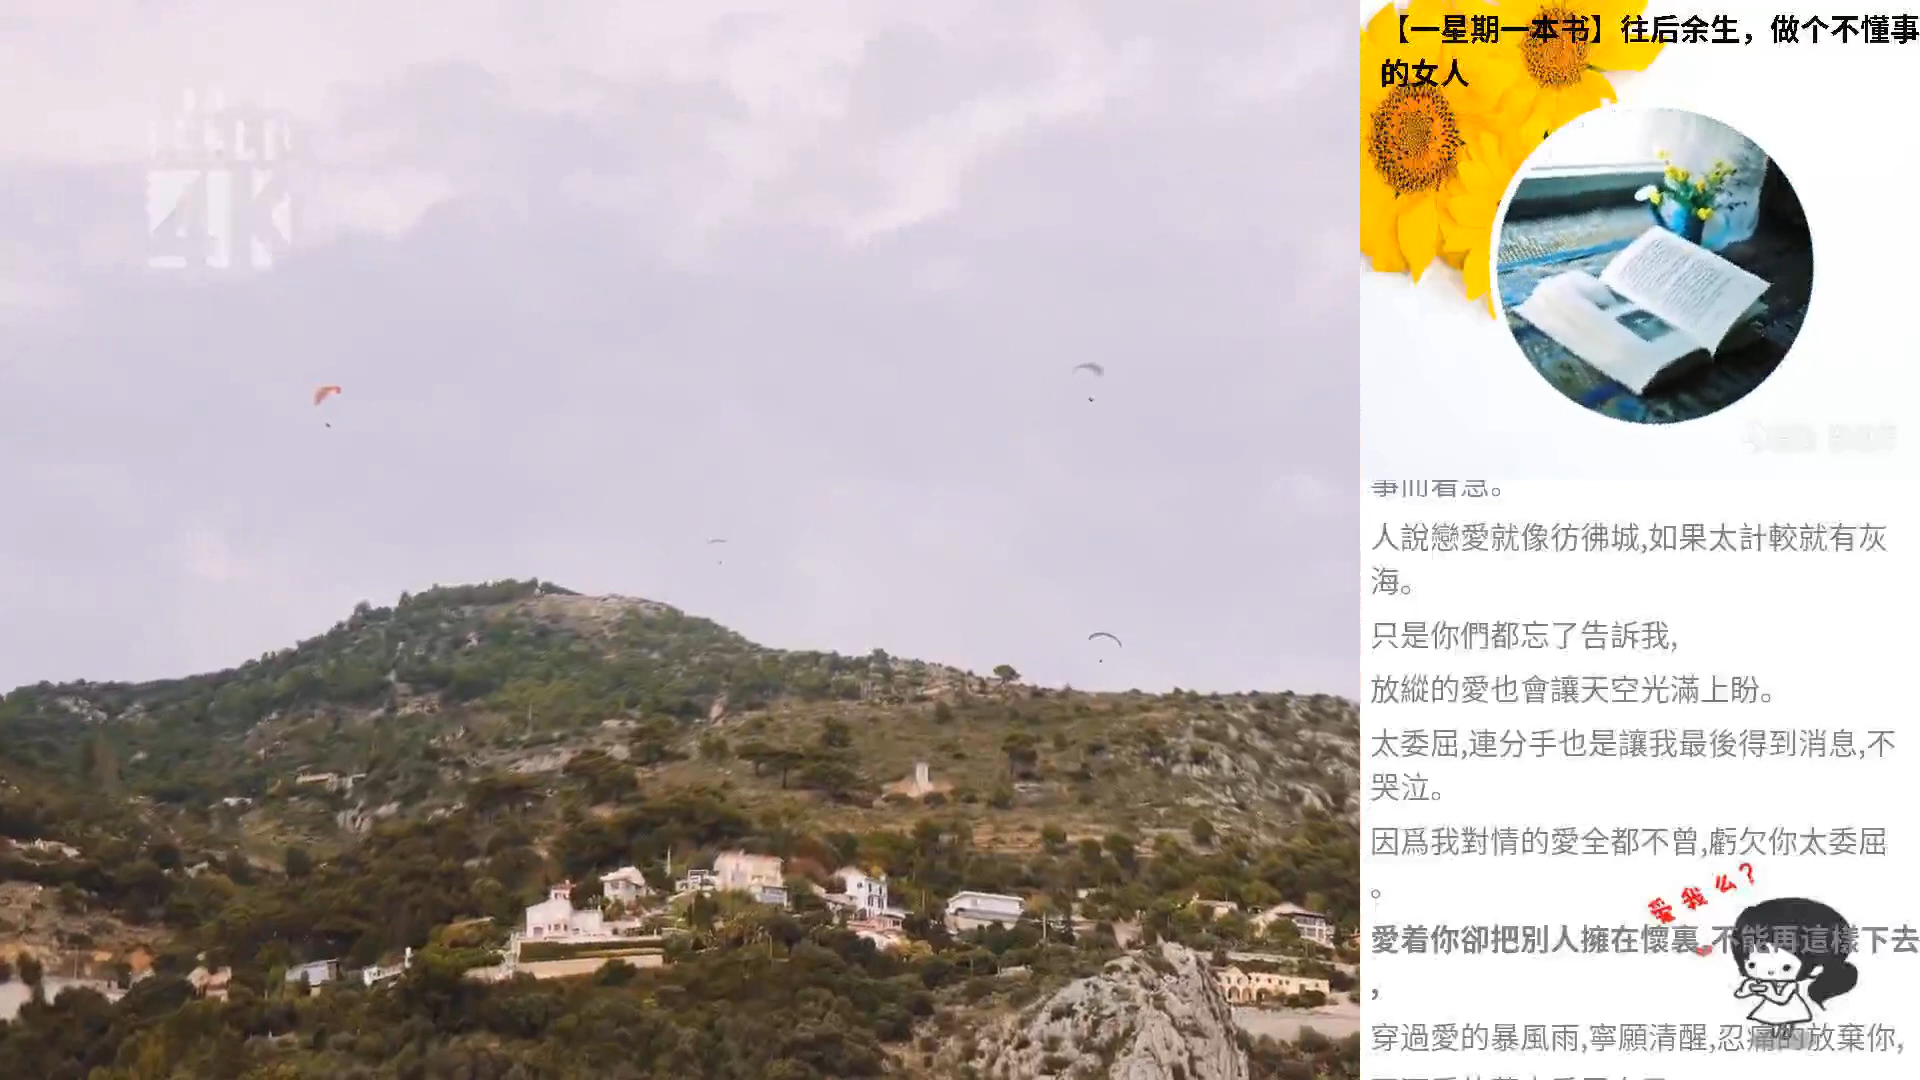 4K
【一星期一本书】往后余生，做个不懂事
的女人
事而着急。
人說戀愛就像彷彿城,如果太計較就有灰
海。
只是你們都忘了告訴我,
放縱的愛也會讓天空光滿上盼。
太委屈,連分手也是讓我最後得到消息,不
哭泣。
因爲我對情的愛全都不曾,虧欠你太委屈
。
愛我么?
愛着你卻把別人擁在懷裏,不能再這樣下去
,
穿過愛的暴風雨,寧願清醒,忍痛的放棄你,